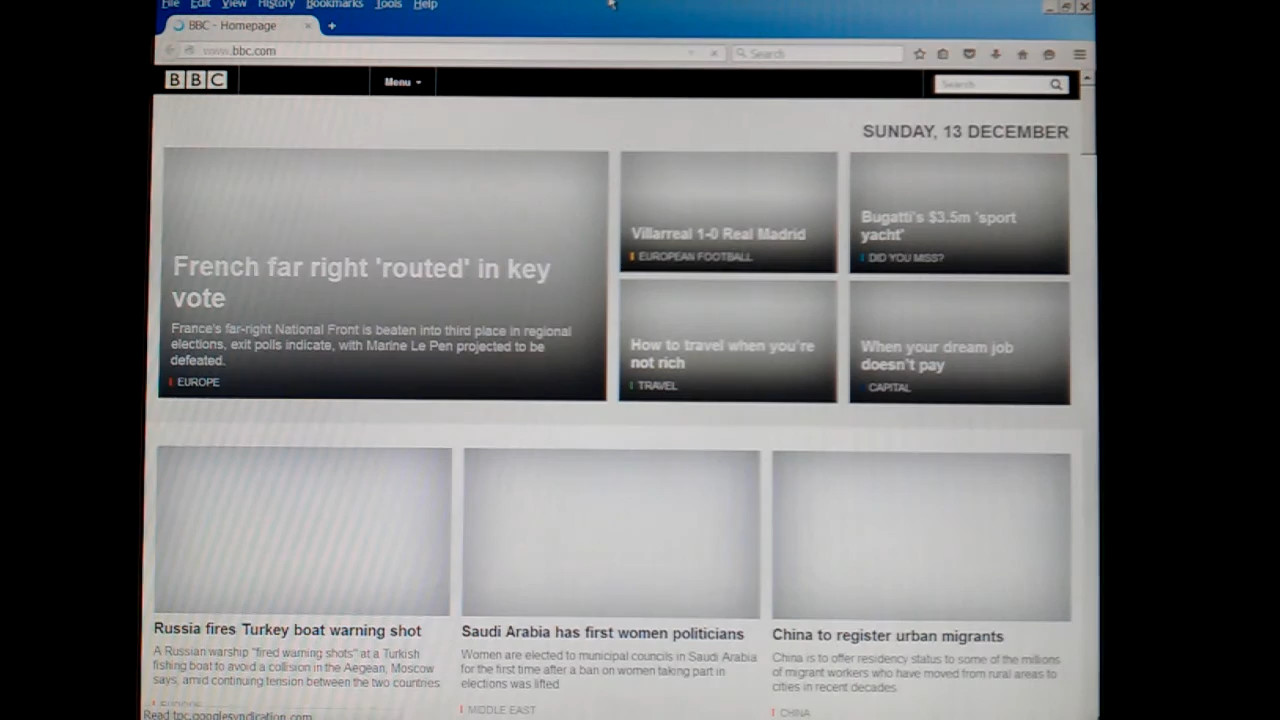 File Edit View History Bookmarks Tools Help
BBC - Homepage
www.bbc.com
Search
BBC
Menu
Search
SUNDAY, 13 DECEMBER
French far right 'routed' in key
vote
France's far-right National Front is beaten into third place in regional
elections, exit polls indicate, with Marine Le Pen projected to be
defeated.
EUROPE
Villarreal 1-0 Real Madrid
EUROPEAN FOOTBALL
Bugatti's $3.5m 'sport
yacht'
DID YOU MISS?
How to travel when you're
not rich
TRAVEL
When your dream job
doesn't pay
CAPITAL
Russia fires Turkey boat warning shot
A Russian warship "fired warning shots" at a Turkish
fishing boat to avoid a collision in the Aegean, Moscow
says, amid continuing tension between the two countries
EUROPE
Saudi Arabia has first women politicians
Women are elected to municipal councils in Saudi Arabia
for the first time after a ban on women taking part in
elections was lifted
MIDDLE EAST
China to register urban migrants
China is to offer residency status to some of the millions
of migrant workers who have moved from rural areas to
cities in recent decades
CHINA
Read tpc.googlesyndication.com